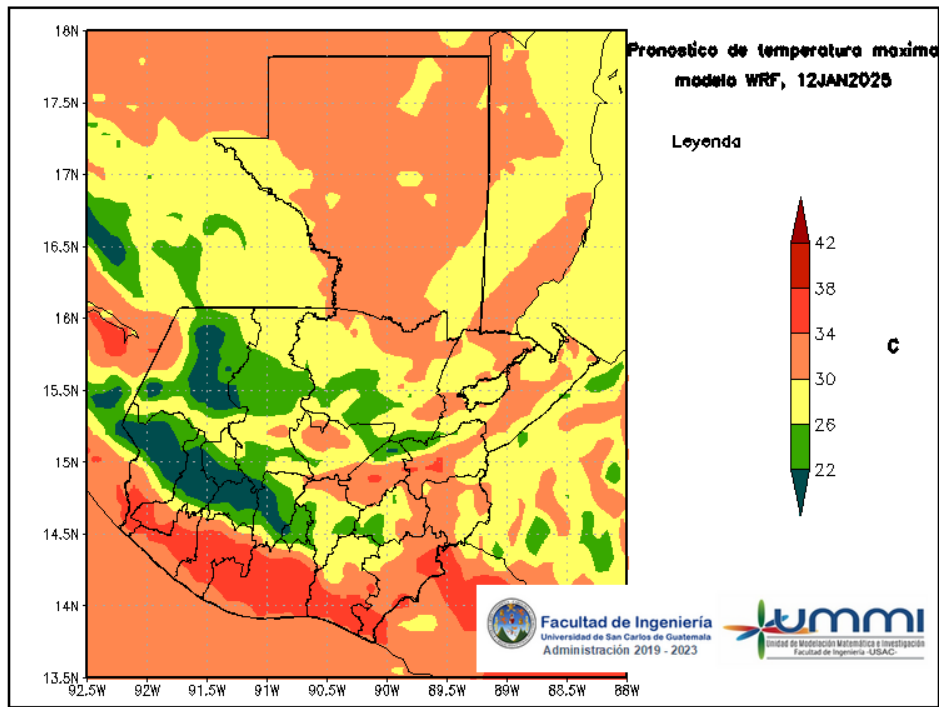 Pronostico de temperatura maxima
modelo WRF, 12JAN2025
Leyenda
42
38
34
30
26
22
C
18N
17.5N
17N
16.5N
16N
15.5N
15N
14.5N
14N
13.5N
92.5W
92W
91.5W
91W
90.5W
90W
89.5W
89W
88.5W
88W
Facultad de Ingeniería
Universidad de San Carlos de Guatemala
Administración 2019 - 2023
UMMI
Unidad de Modelación Matemática e Investigación
Facultad de Ingeniería -USAC-